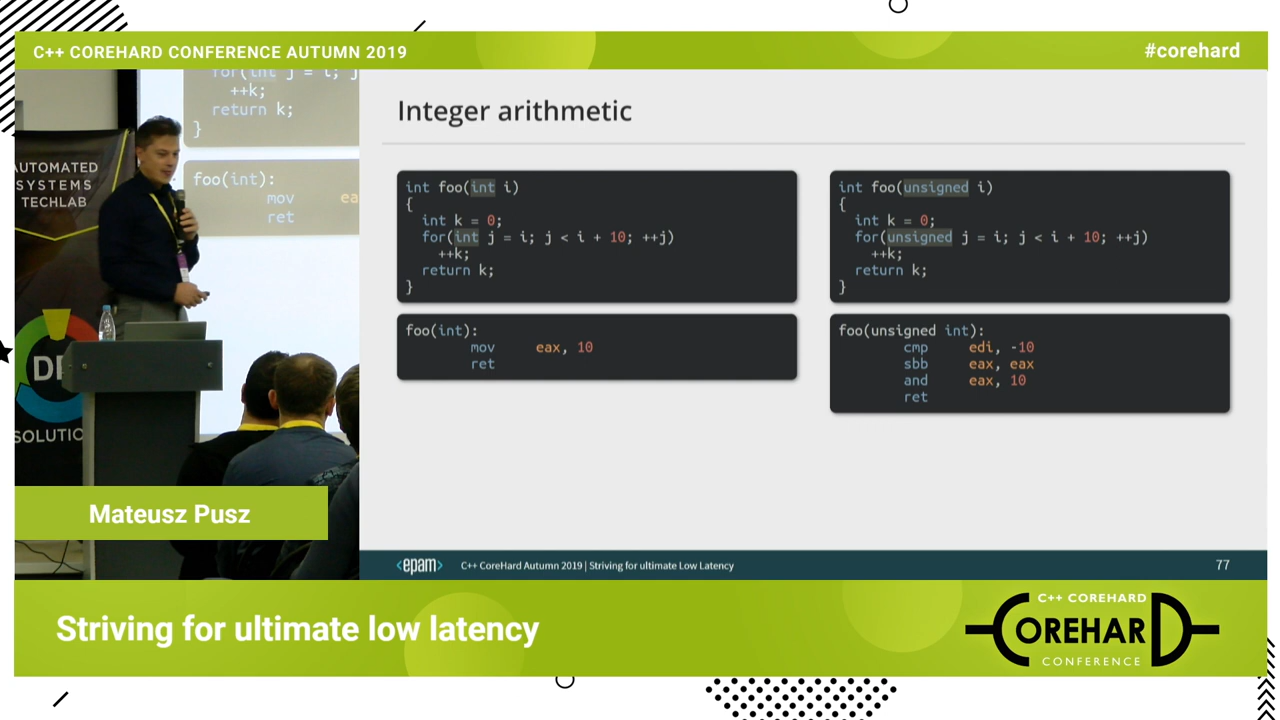 C++ COREHARD CONFERENCE AUTUMN 2019
#corehard
for(int j = i; j
++k;
return k;
}
foo(int):
mov ea
ret
AUTOMATED
SYSTEMS
TECHLAB
SOLUTIO
Mateusz Pusz
Integer arithmetic
int foo(int i)
{
int k = 0;
for(int j = i; j < i + 10; ++j)
++k;
return k;
}
foo(int):
mov eax, 10
ret
int foo(unsigned i)
{
int k = 0;
for(unsigned j = i; j < i + 10; ++j)
++k;
return k;
}
foo(unsigned int):
cmp edi, -10
sbb eax, eax
and eax, 10
ret
<epam> C++ CoreHard Autumn 2019 | Striving for ultimate Low Latency 77
Striving for ultimate low latency
C++ COREHARD
COREHARD
CONFERENCE